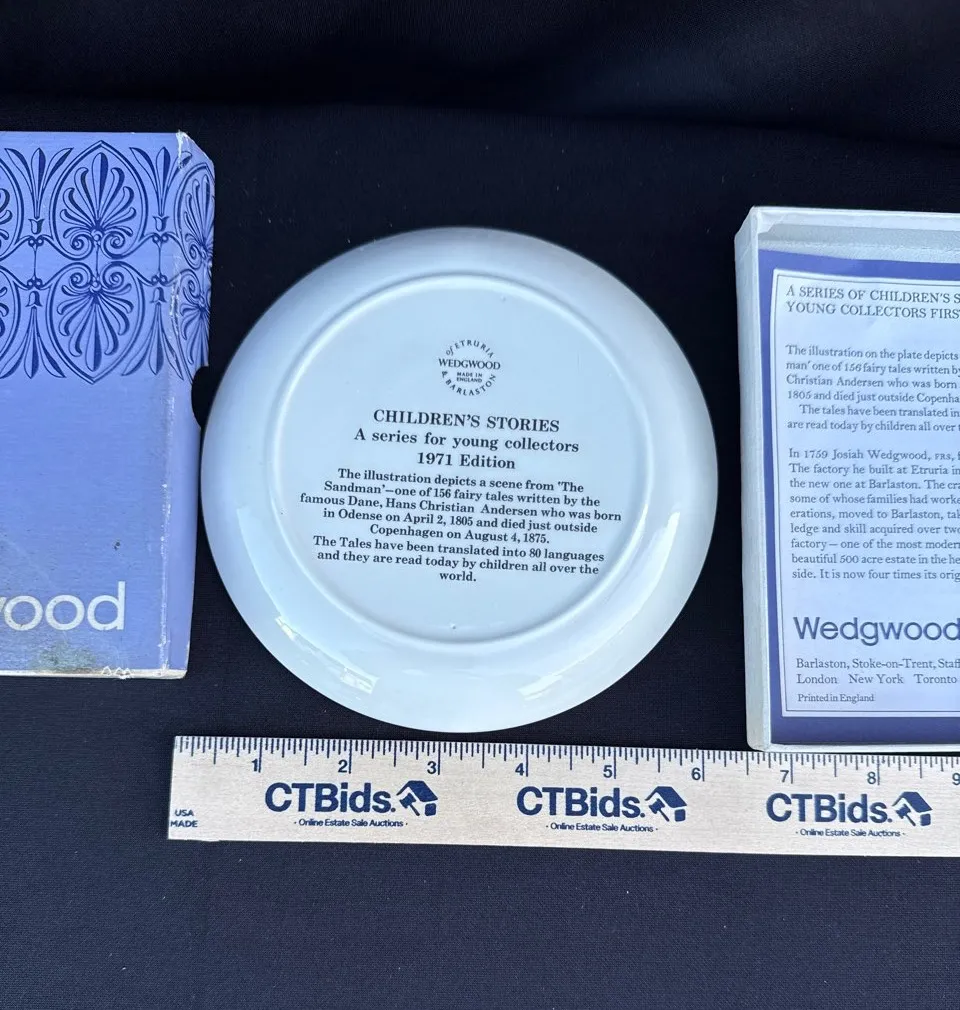 wood
OF ETRURIA
WEDGWOOD
MADE IN
ENGLAND
& BARLASTON
CHILDREN'S STORIES
A series for young collectors
1971 Edition
The illustration depicts a scene from 'The
Sandman'—one of 156 fairy tales written by the
famous Dane, Hans Christian Andersen who was born
in Odense on April 2, 1805 and died just outside
Copenhagen on August 4, 1875.
The Tales have been translated into 80 languages
and they are read today by children all over the
world.
A SERIES OF CHILDREN'S S
YOUNG COLLECTORS FIRS
The illustration on the plate depicts
man' one of 156 fairy tales written by
Christian Andersen who was born
1805 and died just outside Copenha
The tales have been translated in
are read today by children all over
In 1759 Josiah Wedgwood, FRS,
The factory he built at Etruria in
the new one at Barlaston. The cra
some of whose families had worke
erations, moved to Barlaston, tak
ledge and skill acquired over two
factory — one of the most modern
beautiful 500 acre estate in the he
side. It is now four times its orig
Wedgwood
Barlaston, Stoke-on-Trent, Staff
London New York Toronto
Printed in England
1 2 3 4 5 6 7 8 9
USA
MADE
CTBids.
· Online Estate Sale Auctions ·
CTBids.
· Online Estate Sale Auctions ·
CTBids.
· Online Estate Sale Auctions ·